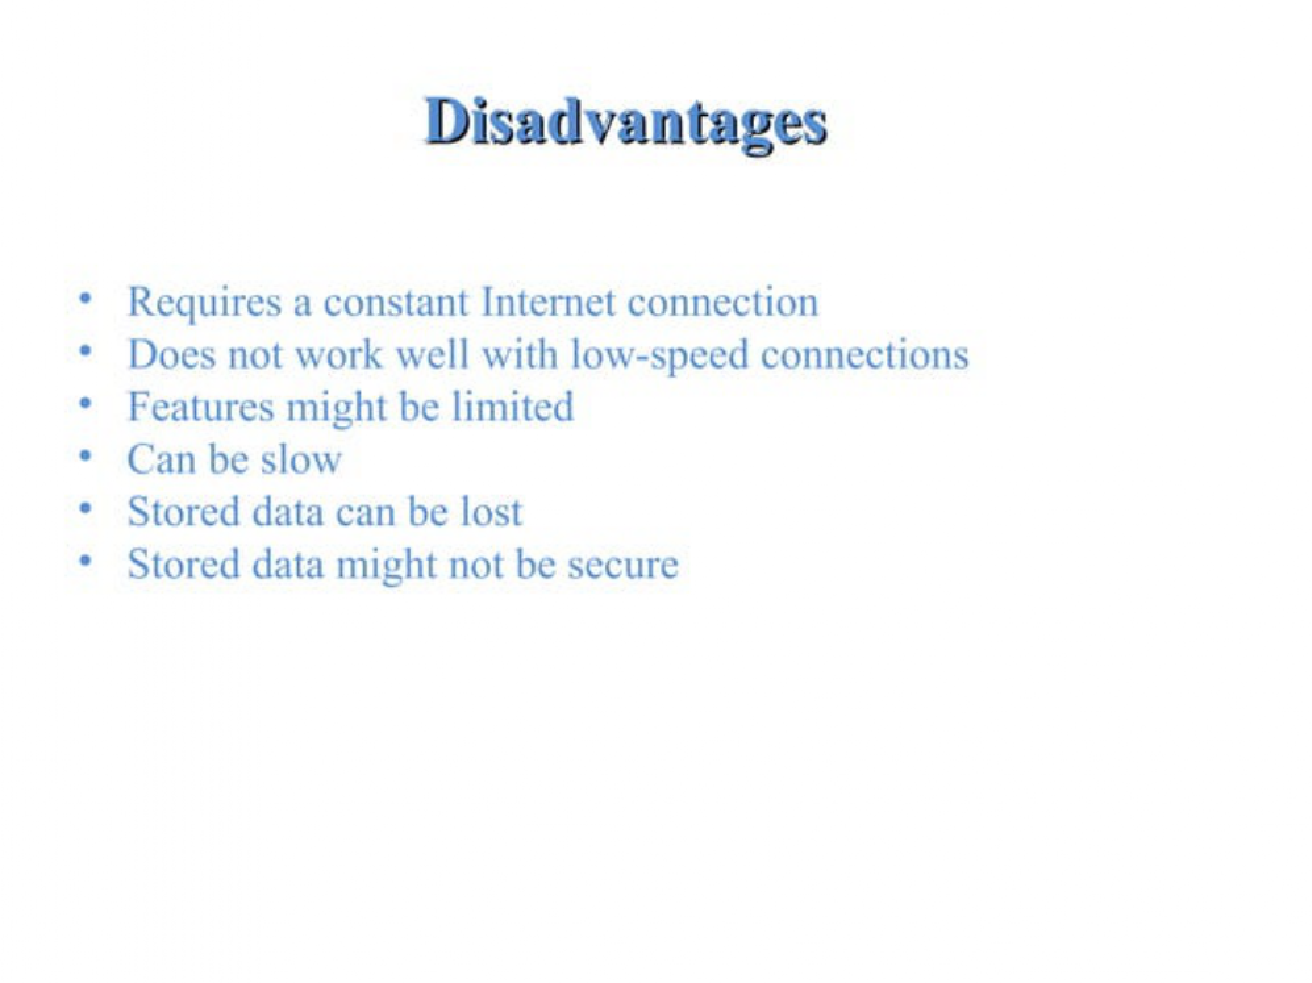 Disadvantages
• Requires a constant Internet connection
• Does not work well with low-speed connections
• Features might be limited
• Can be slow
• Stored data can be lost
• Stored data might not be secure